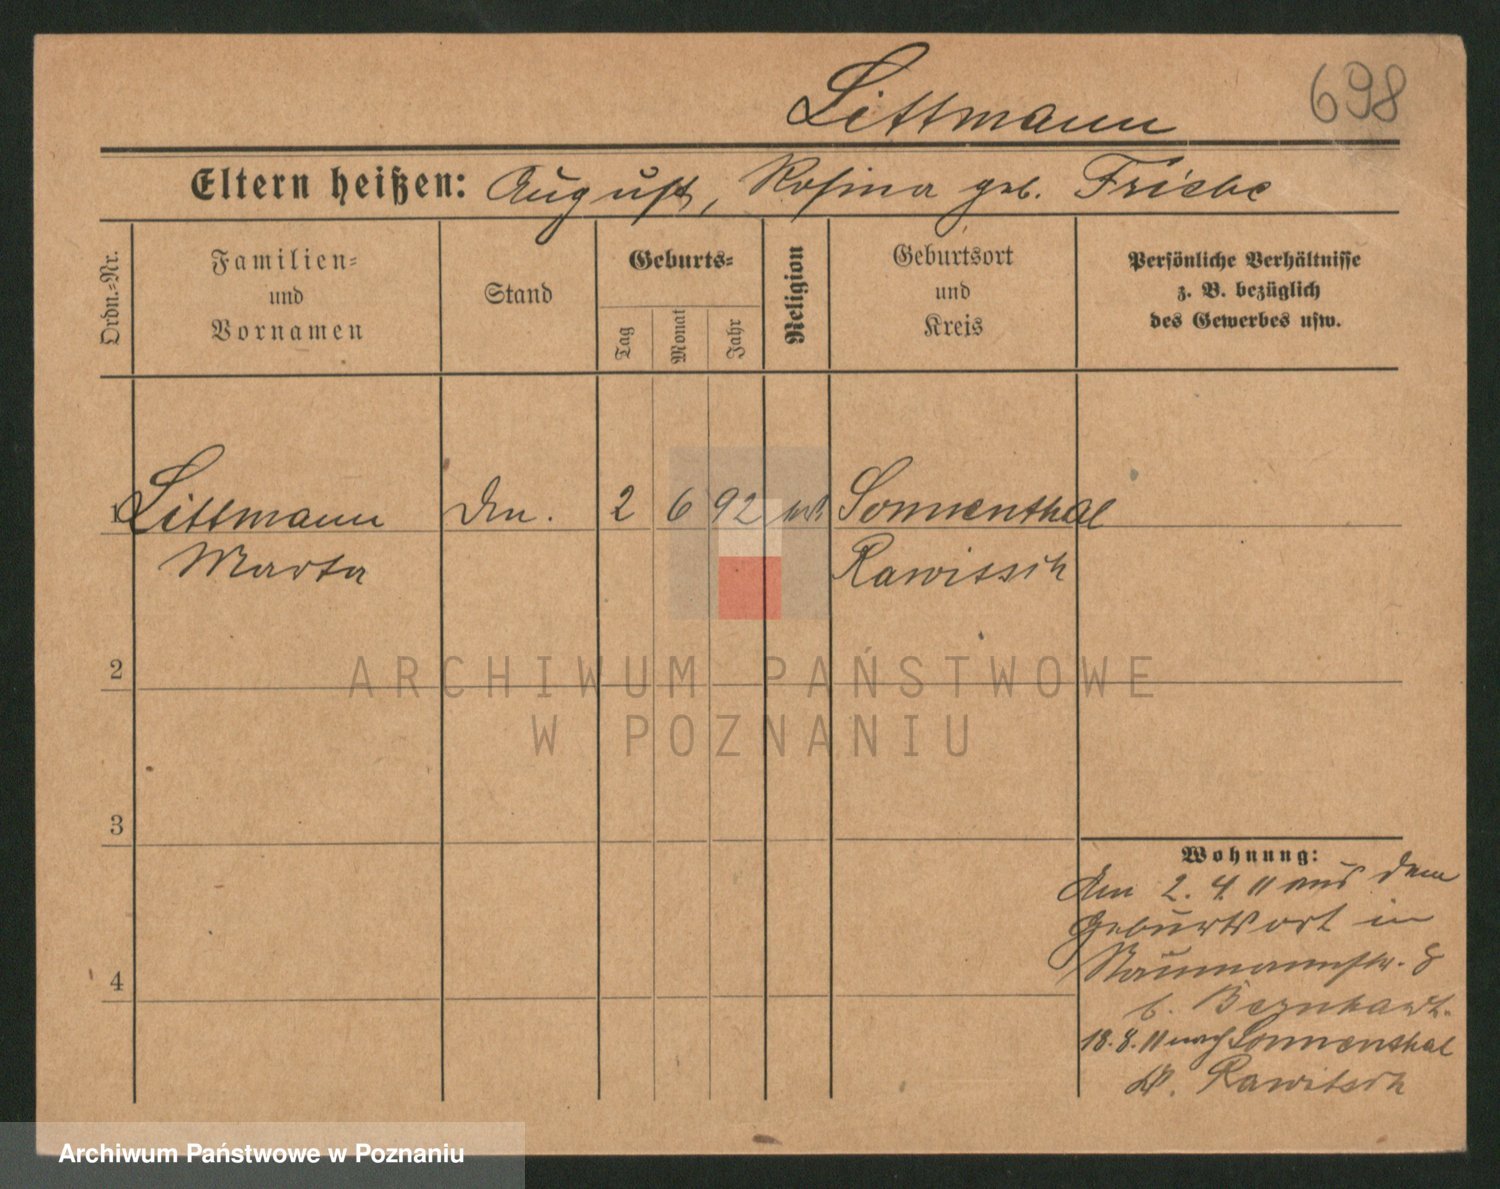 Littmann
698
Eltern heißen: August, Rosina geb. Friebe
Ordn.-Nr.
Familien-
und
Vornamen
Stand
Geburts-
Tag
Monat
Jahr
Religion
Geburtsort
und
Kreis
Persönliche Verhältnisse
z. B. bezüglich
des Gewerbes usw.
1 Littmann 2 6 92 Sonnenthal
Marta Rawitsch
2
3
4
Wohnung:
Am 2. 4. 11 aus dem
Geburtsort in
Naumannstr. 8
b. Bernhardt.
18. 8. 11 nach Sonnenthal
Kr. Rawitsch
ARCHIWUM PAŃSTWOWE
W POZNANIU
Archiwum Państwowe w Poznaniu